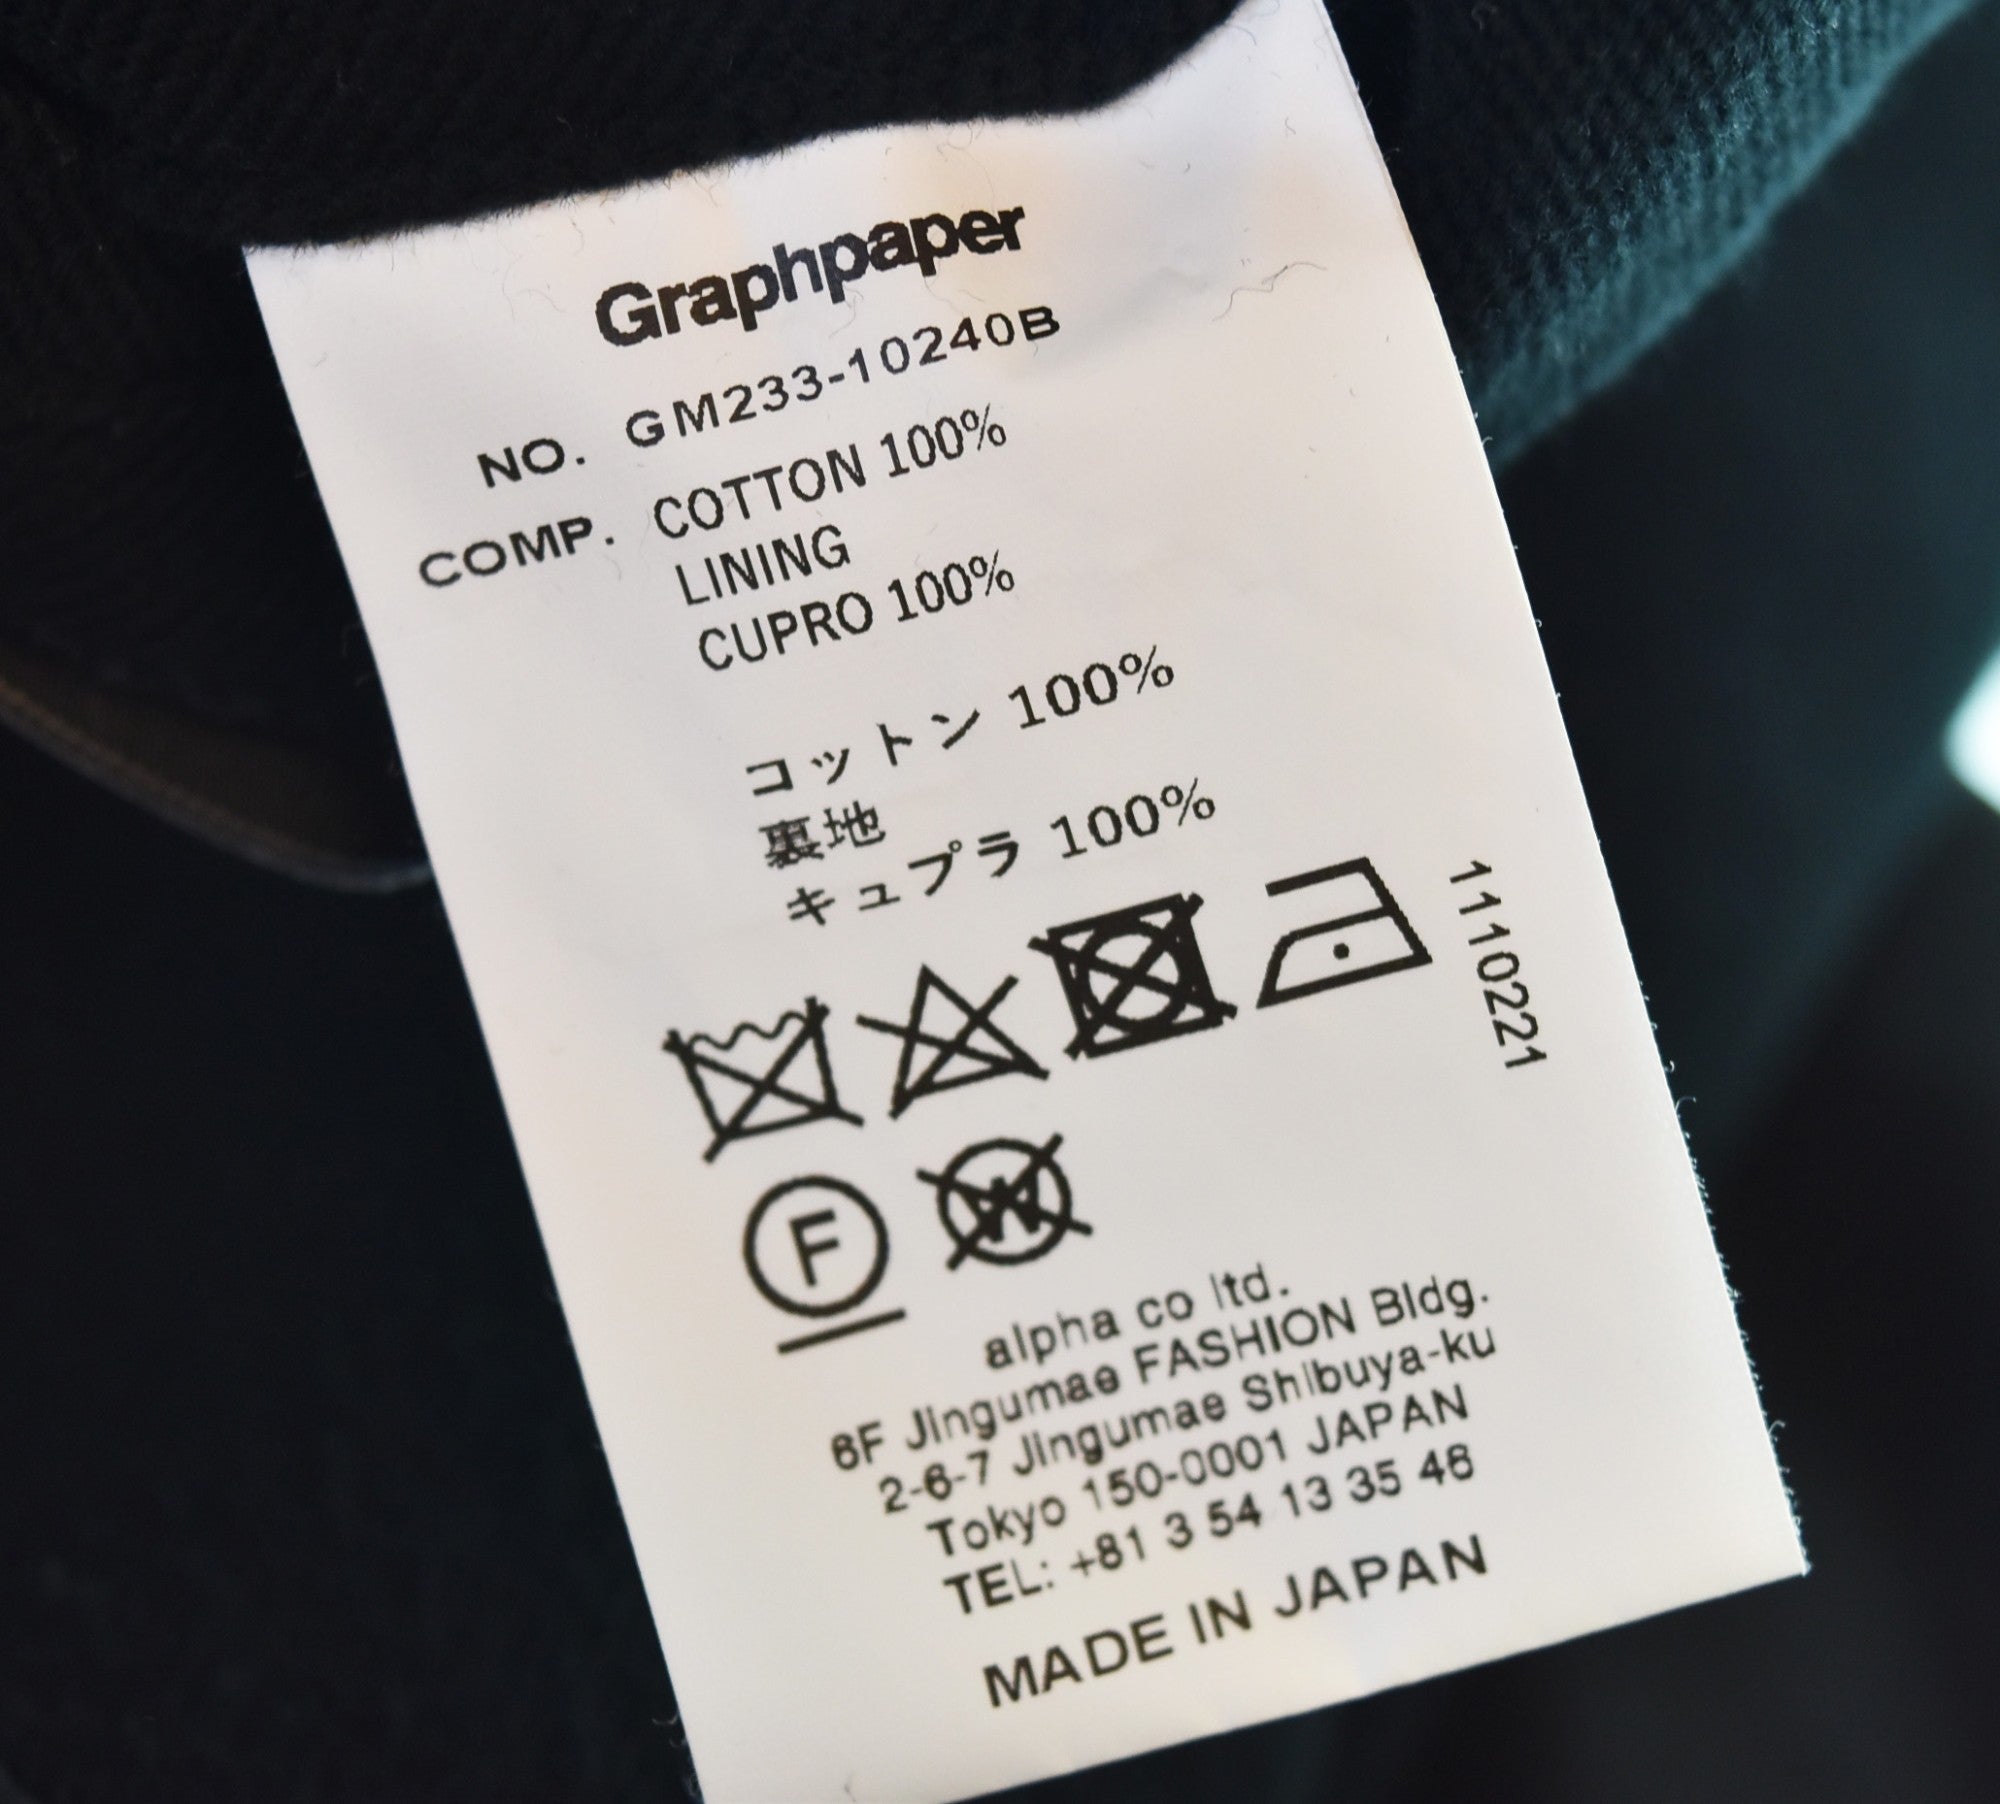 Graphpaper
NO. GM233-10240B
COMP. COTTON 100%
LINING
CUPRO 100%
コットン 100%
裏地
キュプラ 100%
1110221
F
W
alpha co ltd.
6F Jingumae FASHION Bldg.
2-6-7 Jingumae Shibuya-ku
Tokyo 150-0001 JAPAN
TEL: +81 3 54 13 35 46
MADE IN JAPAN